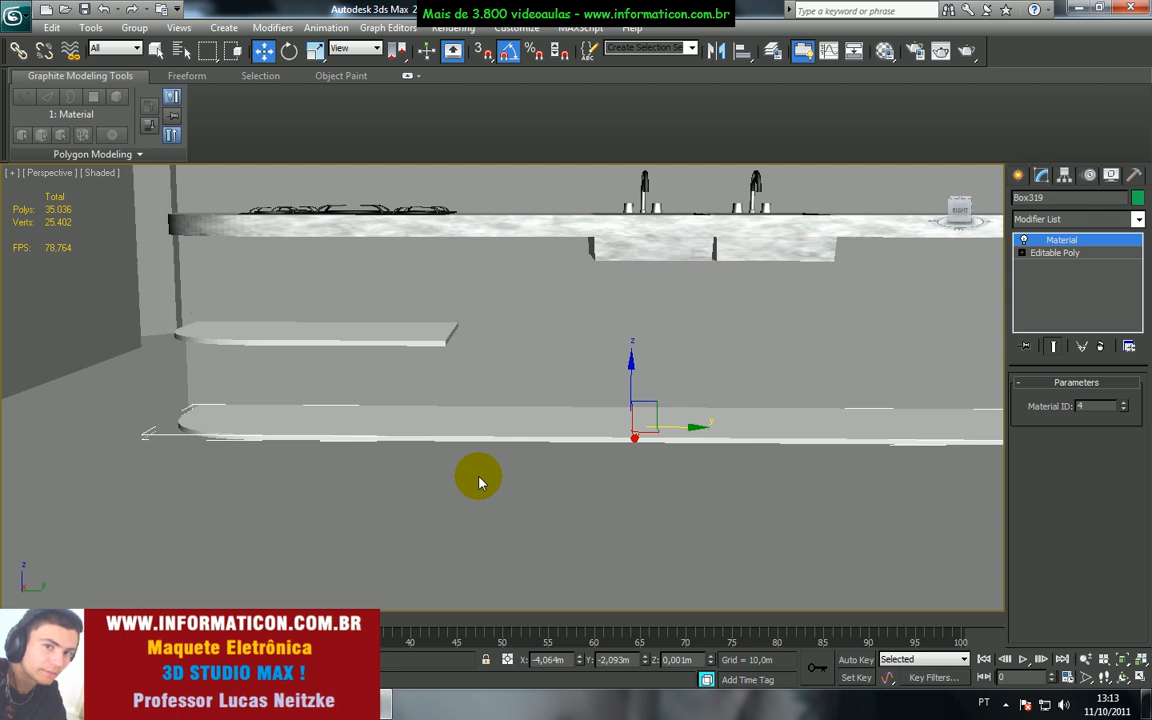 Autodesk 3ds Max 2
Mais de 3.800 videoaulas - www.informaticon.com.br
Type a keyword or phrase
Edit Tools Group Views Create Modifiers Animation Graph Editors Rendering Customize MAXScript Help
All
View
Create Selection Se
Graphite Modeling Tools Freeform Selection Object Paint
1: Material
Polygon Modeling
[ + ] [ Perspective ] [ Shaded ]
Total
Polys: 35.036
Verts: 25.402
FPS: 78,764
RIGHT
z
y
z
y
Box319
Modifier List
Material
Editable Poly
Parameters
Material ID: 4
WWW.INFORMATICON.COM.BR
Maquete Eletrônica
3D STUDIO MAX !
Professor Lucas Neitzke
40 45 50 55 60 65 70 75 80 85 90 95 100
X: -4,064m Y: -2,093m Z: 0,001m Grid = 10,0m
Add Time Tag
Auto Key Selected
Set Key Key Filters...
0
PT
13:13
11/10/2011